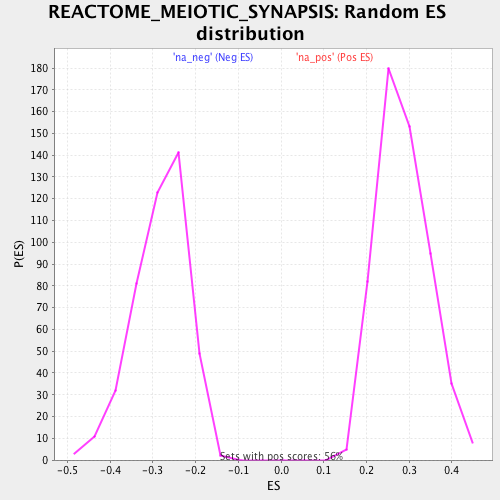 REACTOME_MEIOTIC_SYNAPSIS: Random ES
distribution
'na_neg' (Neg ES) 'na_pos' (Pos ES)
180
170
160
150
140
130
120
110
100
90
80
70
60
50
40
30
20
10
0
P(ES)
Sets with pos scores: 56%
-0.5 -0.4 -0.3 -0.2 -0.1 0.0 0.1 0.2 0.3 0.4
ES